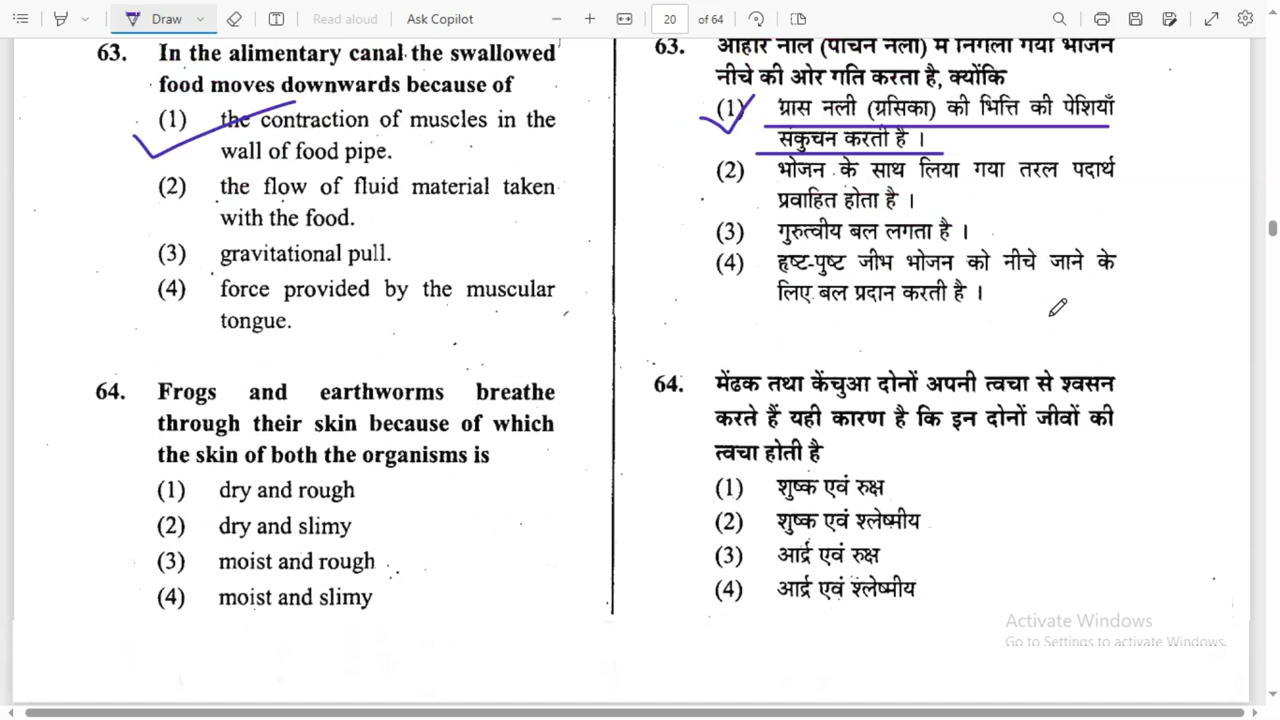 Draw
Read aloud
Ask Copilot
20
of 64
63. In the alimentary canal the swallowed
food moves downwards because of
(1) the contraction of muscles in the
wall of food pipe.
(2) the flow of fluid material taken
with the food.
(3) gravitational pull.
(4) force provided by the muscular
tongue.
64. Frogs and earthworms breathe
through their skin because of which
the skin of both the organisms is
(1) dry and rough
(2) dry and slimy
(3) moist and rough
(4) moist and slimy
63. आहार नाल (पाचन नली) में निगला गया भोजन
नीचे की ओर गति करता है, क्योंकि
(1) ग्रास नली (ग्रसिका) की भित्ति की पेशियाँ
संकुचन करती है ।
(2) भोजन के साथ लिया गया तरल पदार्थ
प्रवाहित होता है ।
(3) गुरुत्वीय बल लगता है ।
(4) हृष्ट-पुष्ट जीभ भोजन को नीचे जाने के
लिए बल प्रदान करती है ।
64. मेंढक तथा केंचुआ दोनों अपनी त्वचा से श्वसन
करते हैं यही कारण है कि इन दोनों जीवों की
त्वचा होती है
(1) शुष्क एवं रुक्ष
(2) शुष्क एवं श्लेष्मीय
(3) आर्द्र एवं रुक्ष
(4) आर्द्र एवं श्लेष्मीय
Activate Windows
Go to Settings to activate Windows.